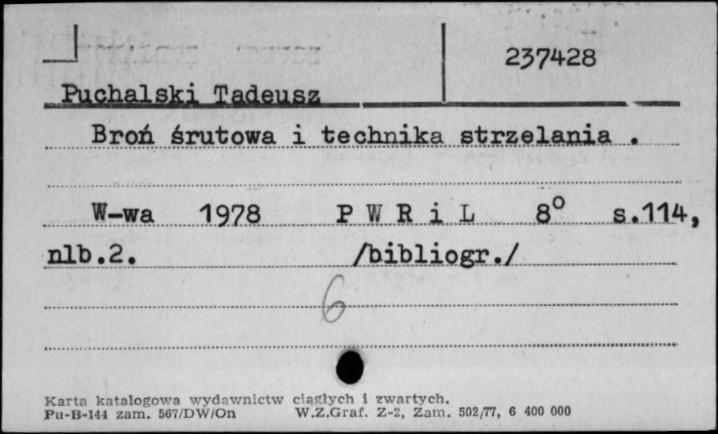 237428
Puchalski Tadeusz
Broń śrutowa i technika strzelania .
W-wa 1978 P W R i L 8° s.114,
nlb.2. /bibliogr./
6
Karta katalogowa wydawnictw ciągłych i zwartych.
Pu-B-144 zam. 567/DW/On W.Z.Graf. Z-2, Zam. 502/77, 6 400 000